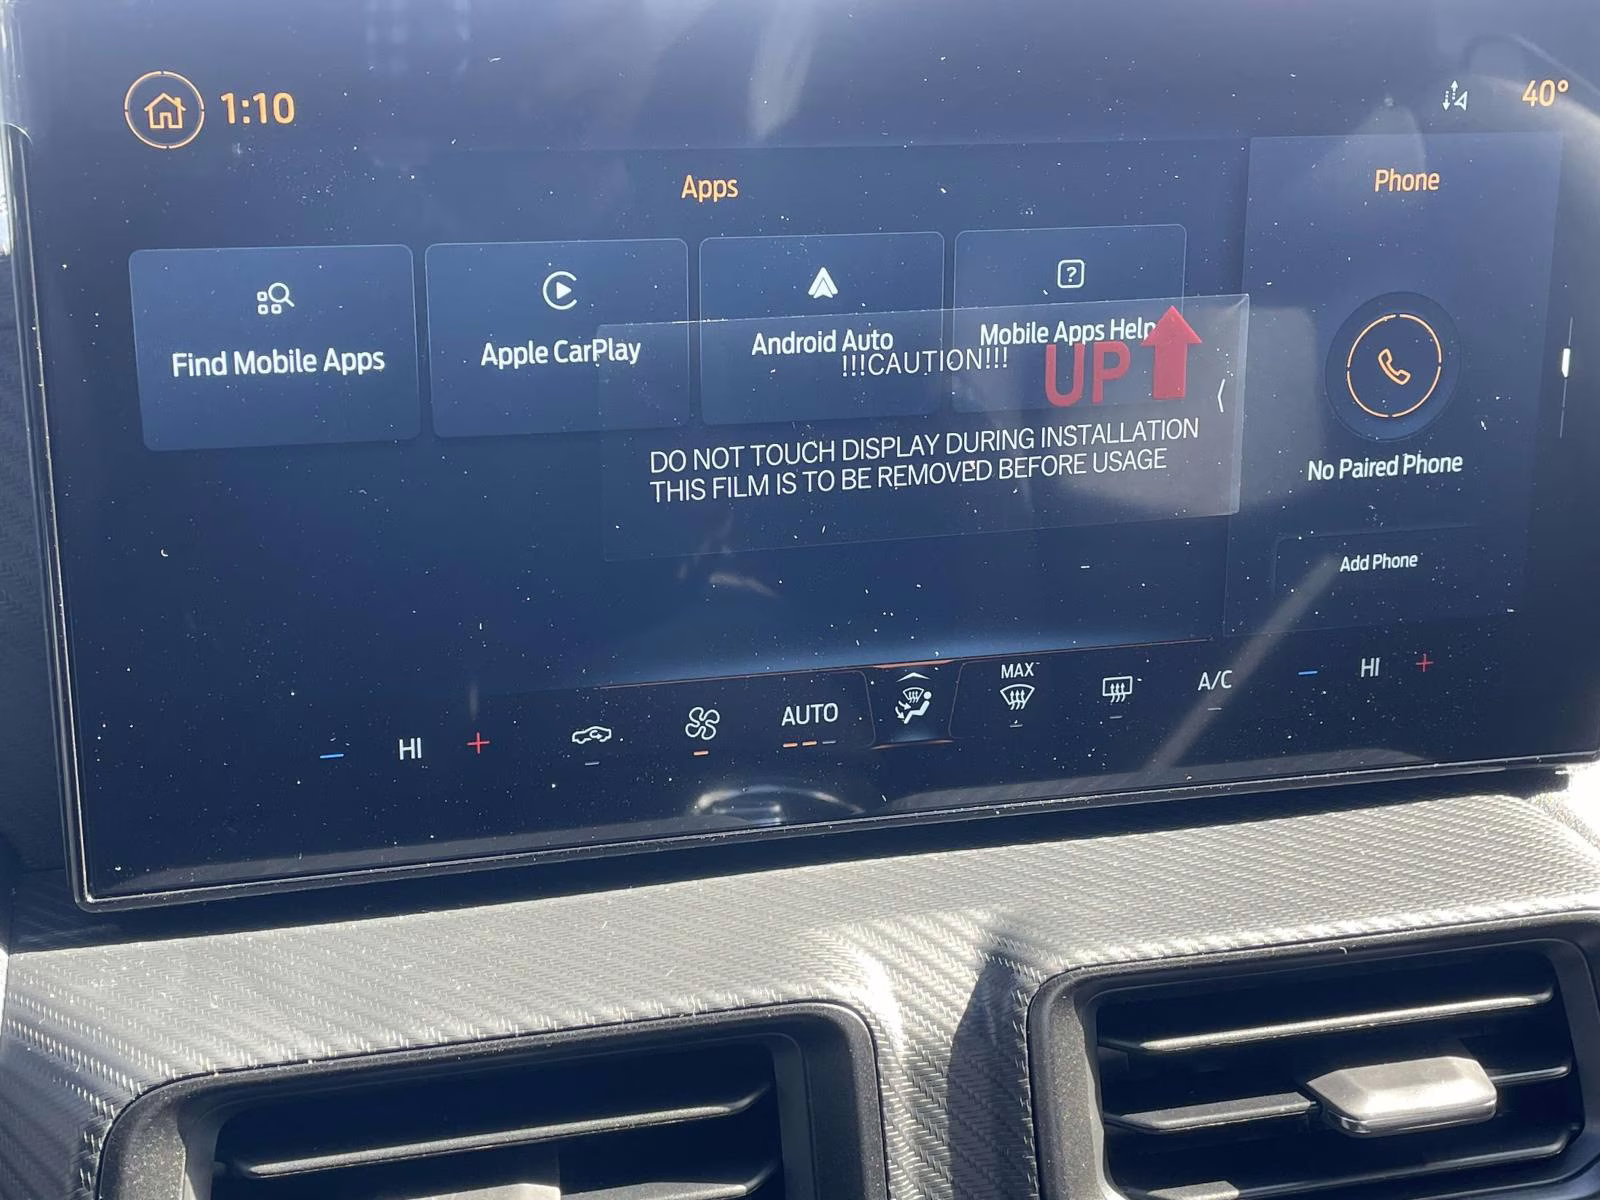 1:10
40°
Apps
Phone
Find Mobile Apps
Apple CarPlay
Android Auto
Mobile Apps Help
!!!CAUTION!!!
UP
DO NOT TOUCH DISPLAY DURING INSTALLATION
THIS FILM IS TO BE REMOVED BEFORE USAGE
No Paired Phone
Add Phone
HI
AUTO
MAX
A/C
HI